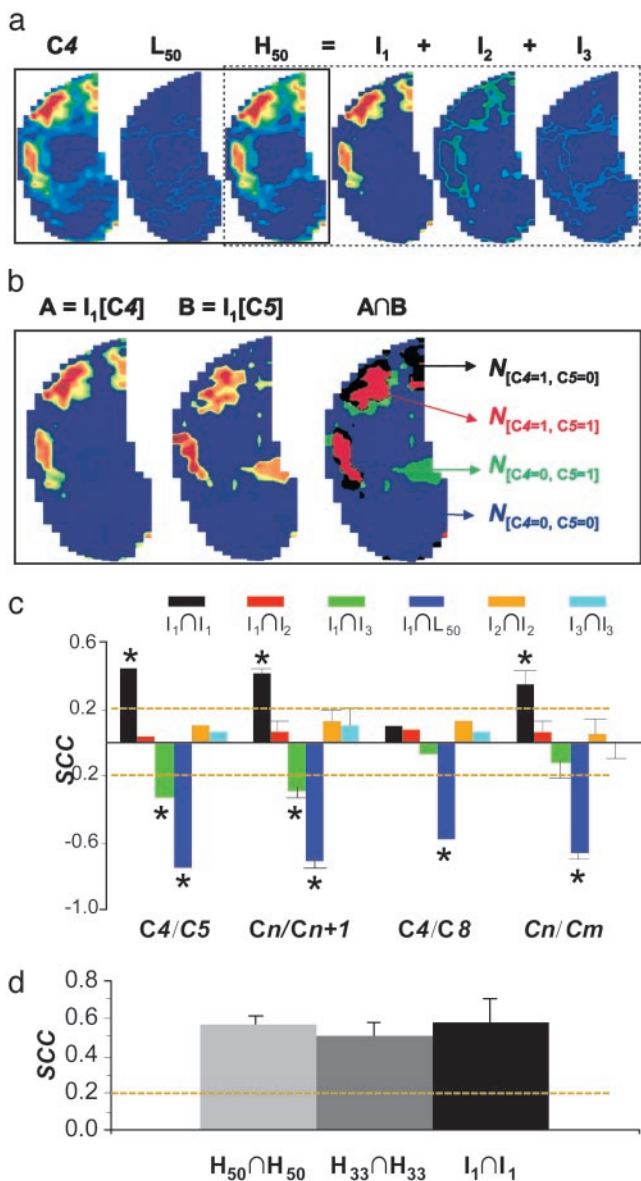 a
C4 L50 H50 = I1 + I2 + I3
b
A = I1[C4] B = I1[C5] A∩B
N[C4=1, C5=0]
N[C4=1, C5=1]
N[C4=0, C5=1]
N[C4=0, C5=0]
c
I1∩I1 I1∩I2 I1∩I3 I1∩L50 I2∩I2 I3∩I3
0.6
0.2
-0.2
-0.6
-1.0
SCC
* * * * * * * *
C4/C5 Cn/Cn+1 C4/C8 Cn/Cm
d
0.8
0.6
0.4
0.2
0.0
SCC
H50∩H50 H33∩H33 I1∩I1